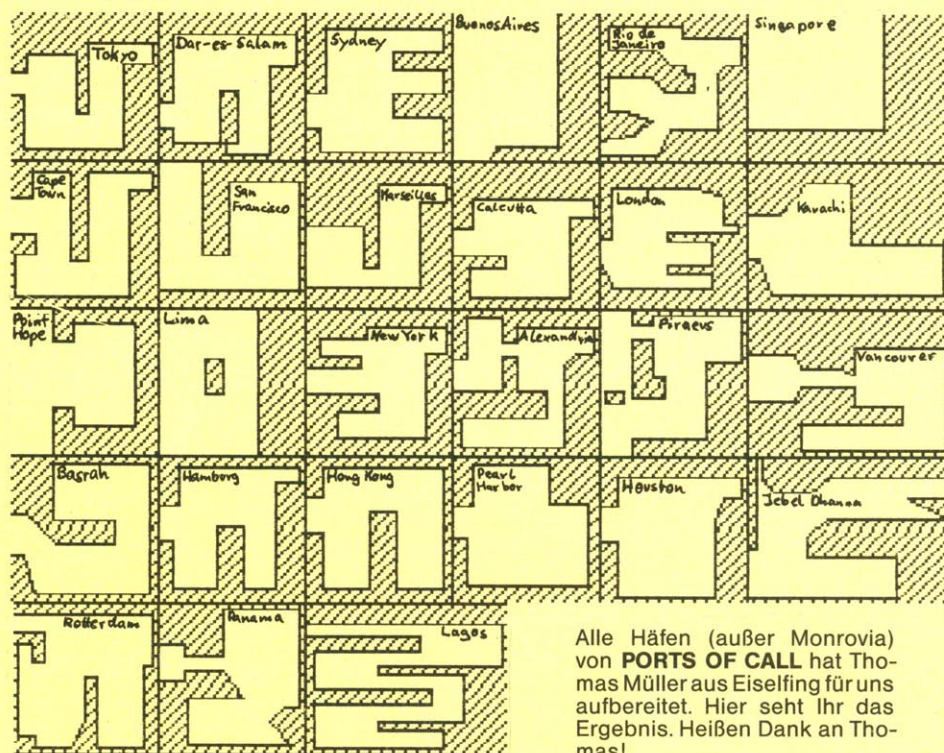 Tokyo
Dar-es-Salam
Sydney
Buenos Aires
Rio de
Janeiro
Singapore
Cape
Town
San
Francisco
Marseilles
Calcutta
London
Karachi
Point
Hope
Lima
New York
Alexandria
Piraeus
Vancouver
Basrah
Hamburg
Hong Kong
Pearl
Harbor
Houston
Jebel Dhanna
Rotterdam
Panama
Lagos
Alle Häfen (außer Monrovia)
von PORTS OF CALL hat Tho-
mas Müller aus Eiselfing für uns
aufbereitet. Hier seht Ihr das
Ergebnis. Heißen Dank an Tho-
mas!